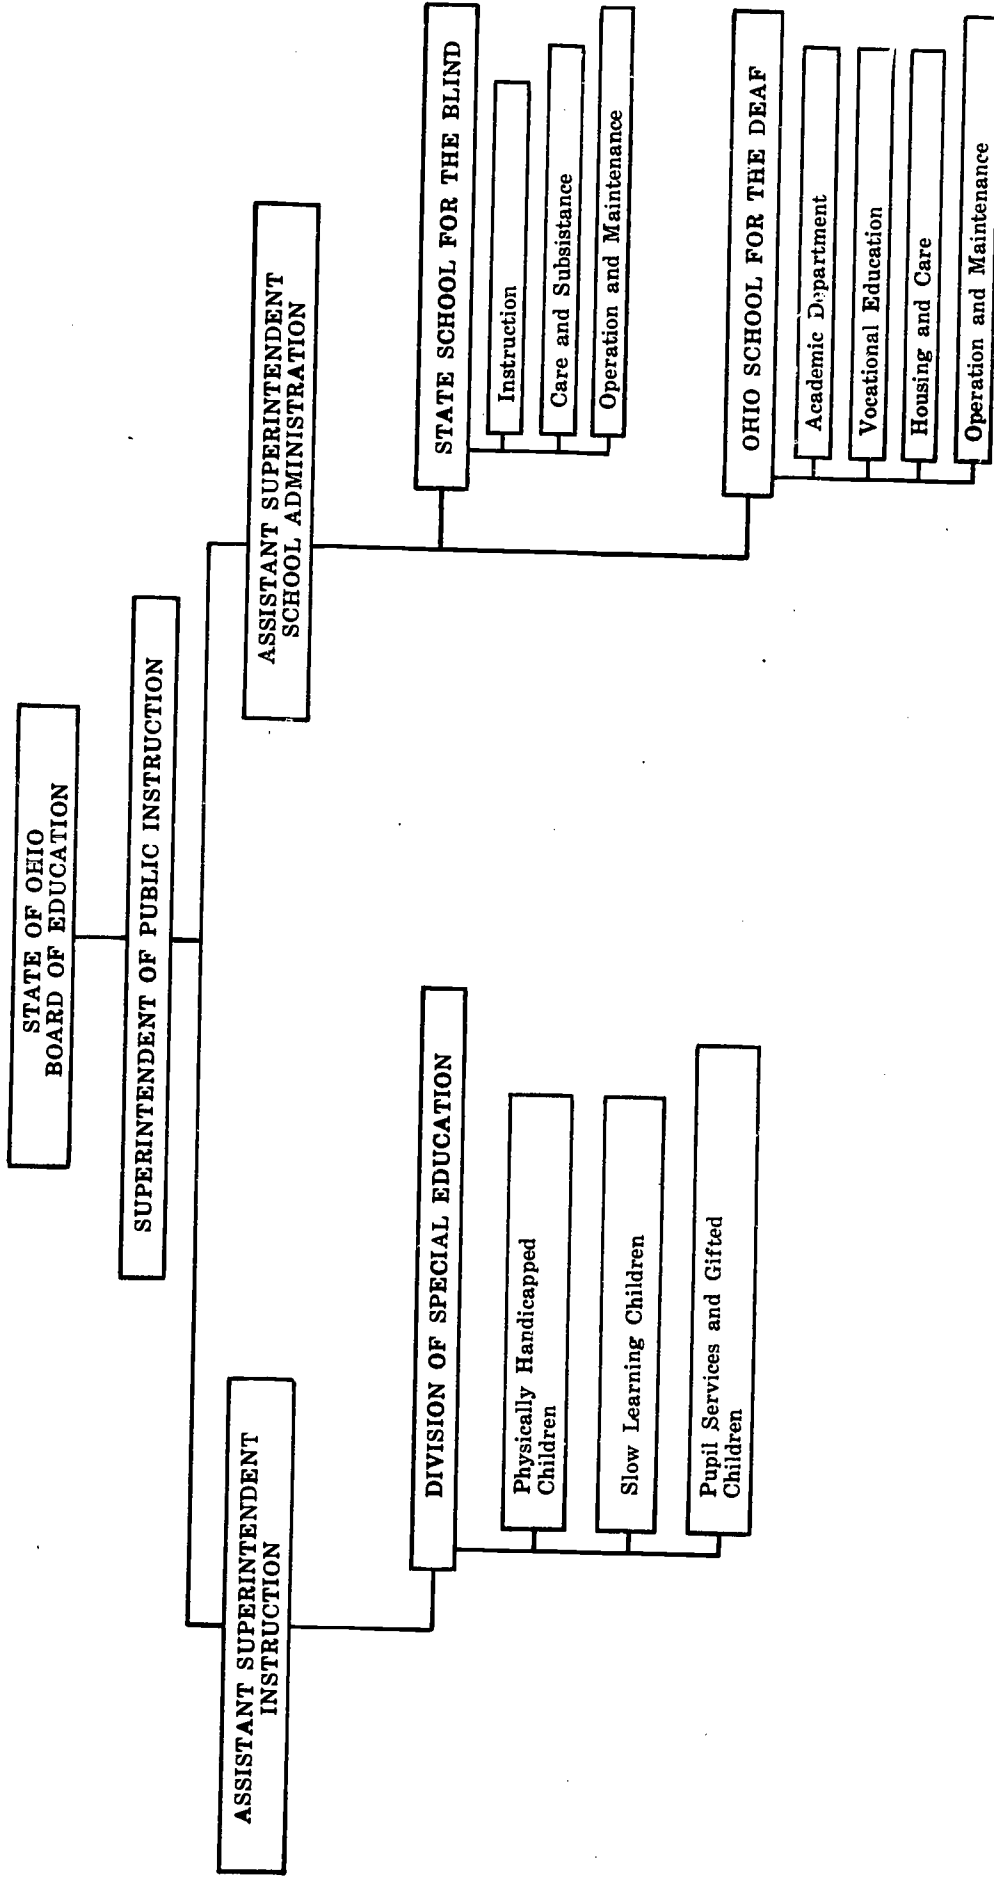 STATE OF OHIO
BOARD OF EDUCATION
SUPERINTENDENT OF PUBLIC INSTRUCTION
ASSISTANT SUPERINTENDENT
INSTRUCTION
DIVISION OF SPECIAL EDUCATION
Physically Handicapped
Children
Slow Learning Children
Pupil Services and Gifted
Children
ASSISTANT SUPERINTENDENT
SCHOOL ADMINISTRATION
STATE SCHOOL FOR THE BLIND
Instruction
Care and Subsistance
Operation and Maintenance
OHIO SCHOOL FOR THE DEAF
Academic Department
Vocational Education
Housing and Care
Operation and Maintenance